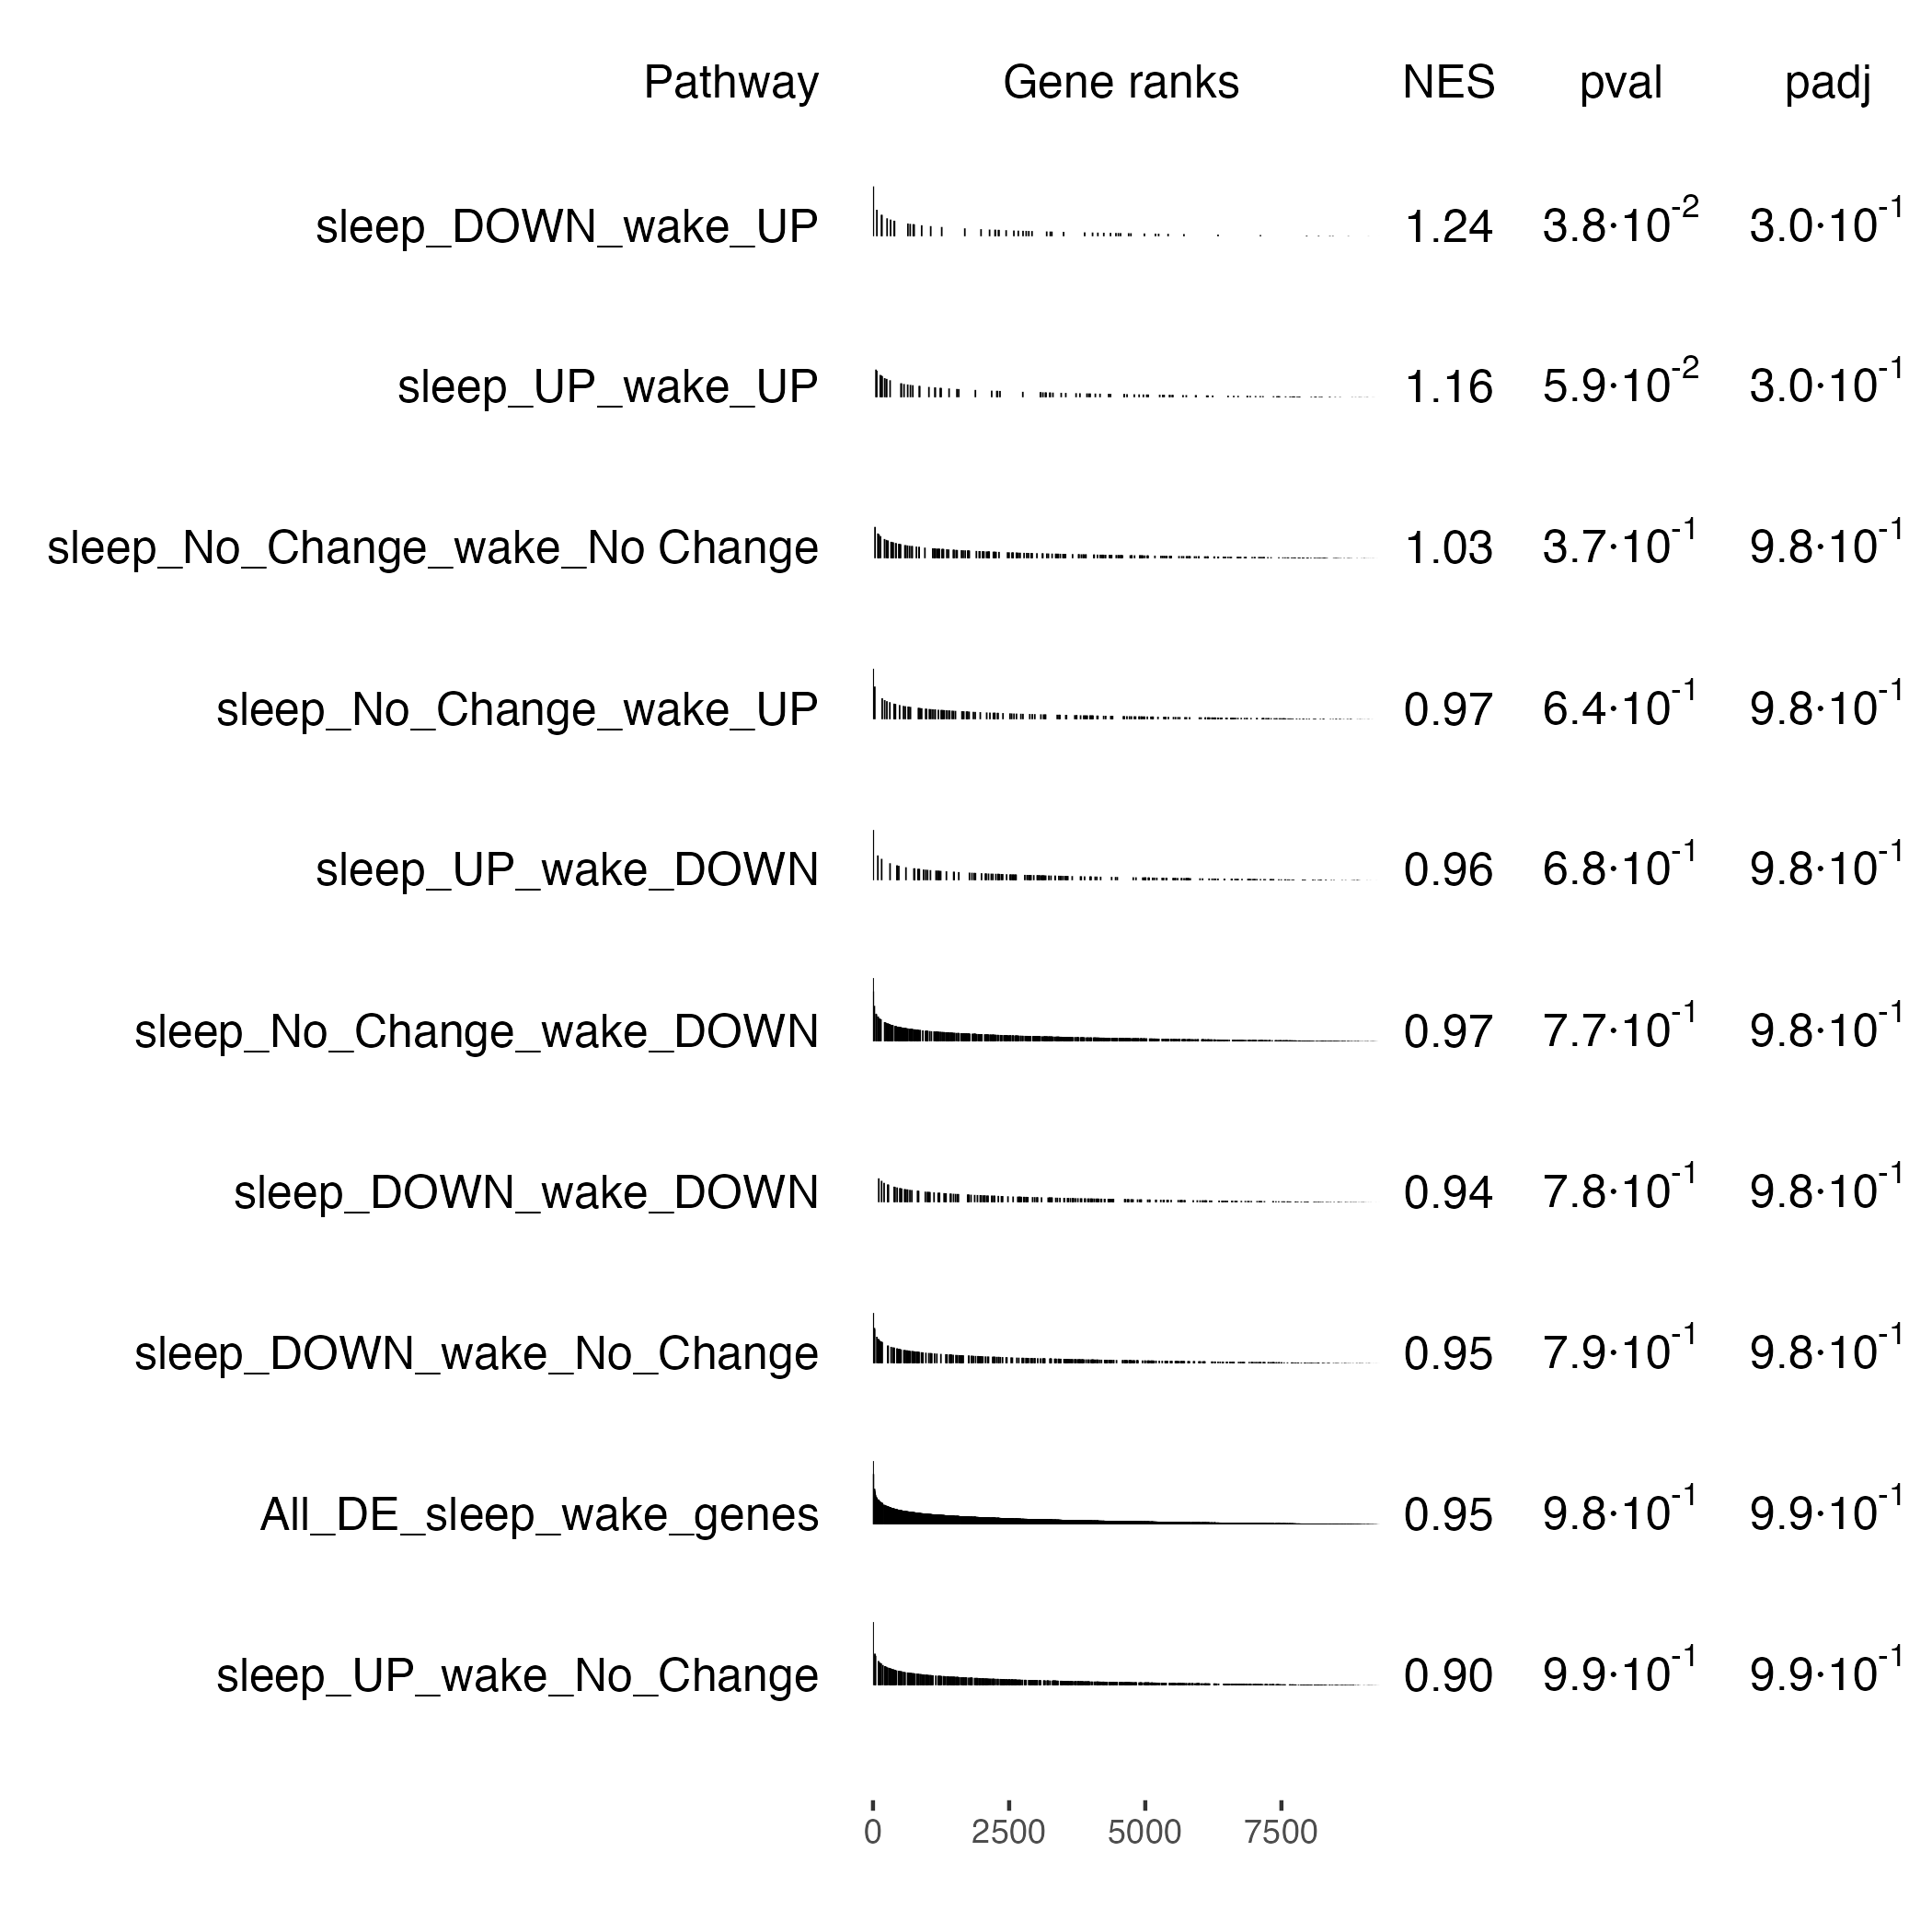 Pathway Gene ranks NES pval padj
sleep_DOWN_wake_UP 1.24 3.8·10⁻² 3.0·10⁻¹
sleep_UP_wake_UP 1.16 5.9·10⁻² 3.0·10⁻¹
sleep_No_Change_wake_No Change 1.03 3.7·10⁻¹ 9.8·10⁻¹
sleep_No_Change_wake_UP 0.97 6.4·10⁻¹ 9.8·10⁻¹
sleep_UP_wake_DOWN 0.96 6.8·10⁻¹ 9.8·10⁻¹
sleep_No_Change_wake_DOWN 0.97 7.7·10⁻¹ 9.8·10⁻¹
sleep_DOWN_wake_DOWN 0.94 7.8·10⁻¹ 9.8·10⁻¹
sleep_DOWN_wake_No_Change 0.95 7.9·10⁻¹ 9.8·10⁻¹
All_DE_sleep_wake_genes 0.95 9.8·10⁻¹ 9.9·10⁻¹
sleep_UP_wake_No_Change 0.90 9.9·10⁻¹ 9.9·10⁻¹
0 2500 5000 7500